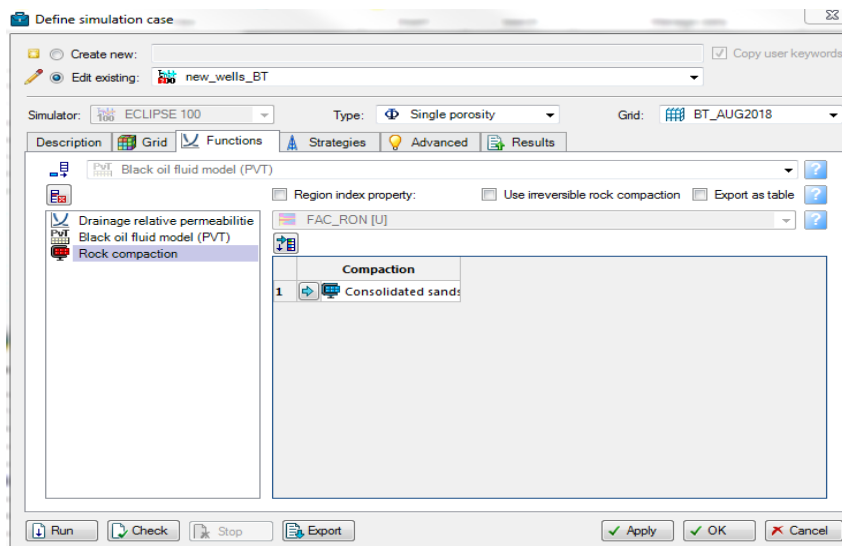 Define simulation case
Create new:
Copy user keywords
Edit existing: new_wells_BT
Simulator: ECLIPSE 100 Type: Single porosity Grid: BT_AUG2018
Description Grid Functions Strategies Advanced Results
PVT Black oil fluid model (PVT)
Region index property: Use irreversible rock compaction Export as table
Drainage relative permeabilitie
FAC_RON [U]
PVT Black oil fluid model (PVT)
Rock compaction
Compaction
1 Consolidated sands
Run Check Stop Export Apply OK Cancel